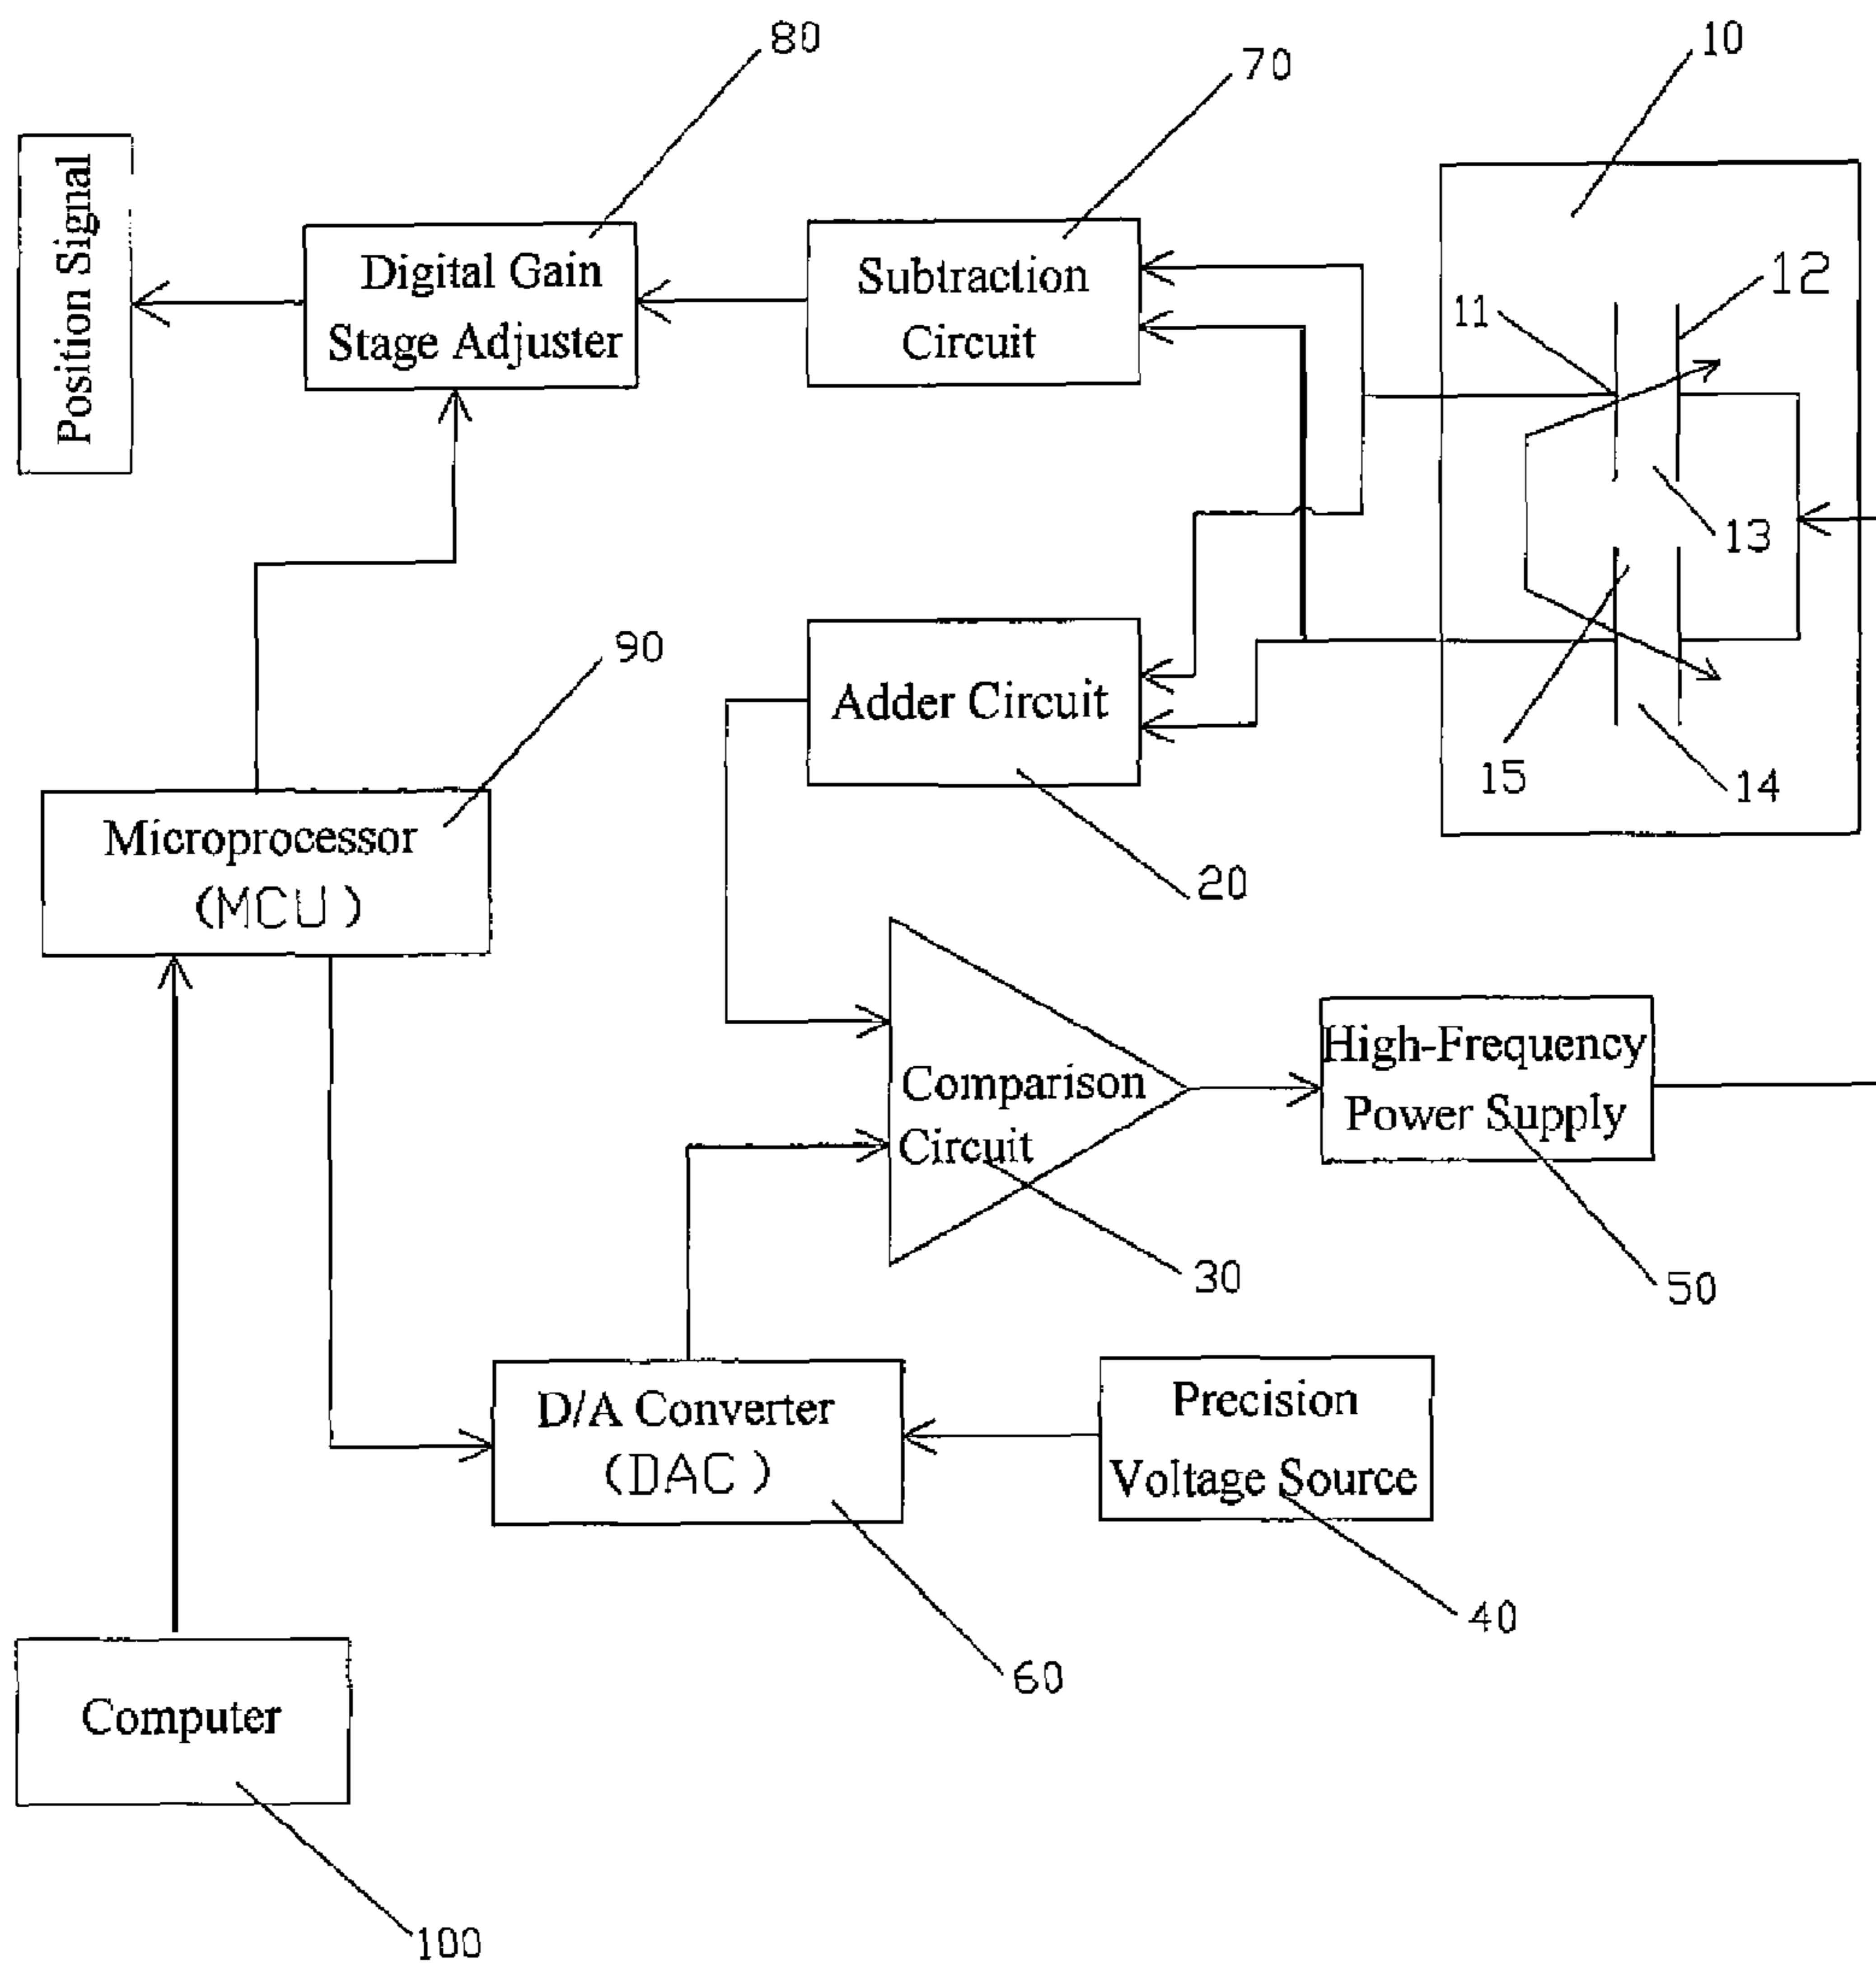 80
70
10
Position Signal
Digital Gain
Stage Adjuster
Subtraction
Circuit
11
12
13
15
14
90
Adder Circuit
20
Microprocessor
(MCU)
Comparison
Circuit
30
High-Frequency
Power Supply
50
D/A Converter
(DAC)
60
Precision
Voltage Source
40
Computer
100